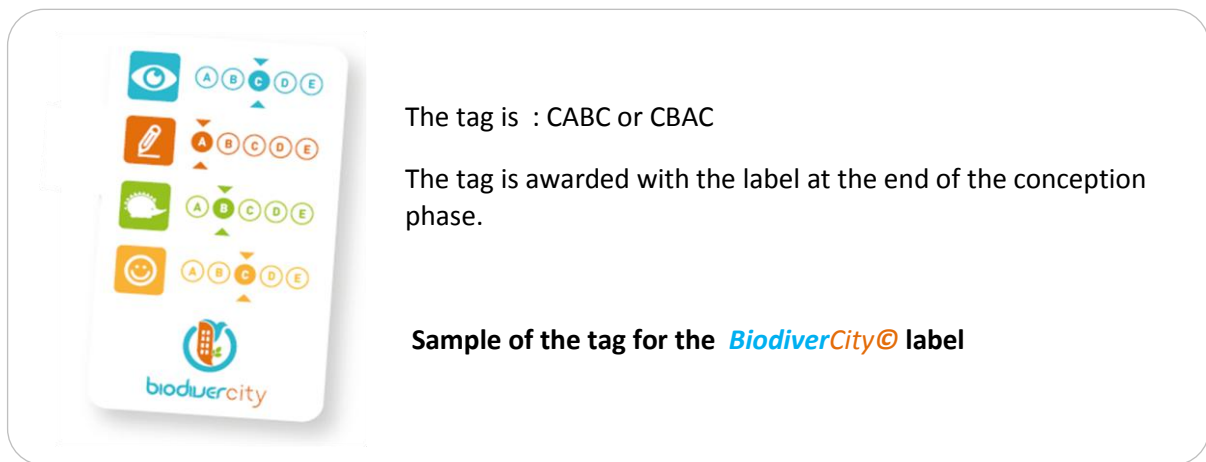 A B C D E
A B C D E
A B C D E
A B C D E
biodivercity
The tag is : CABC or CBAC
The tag is awarded with the label at the end of the conception
phase.
Sample of the tag for the BiodiverCity© label